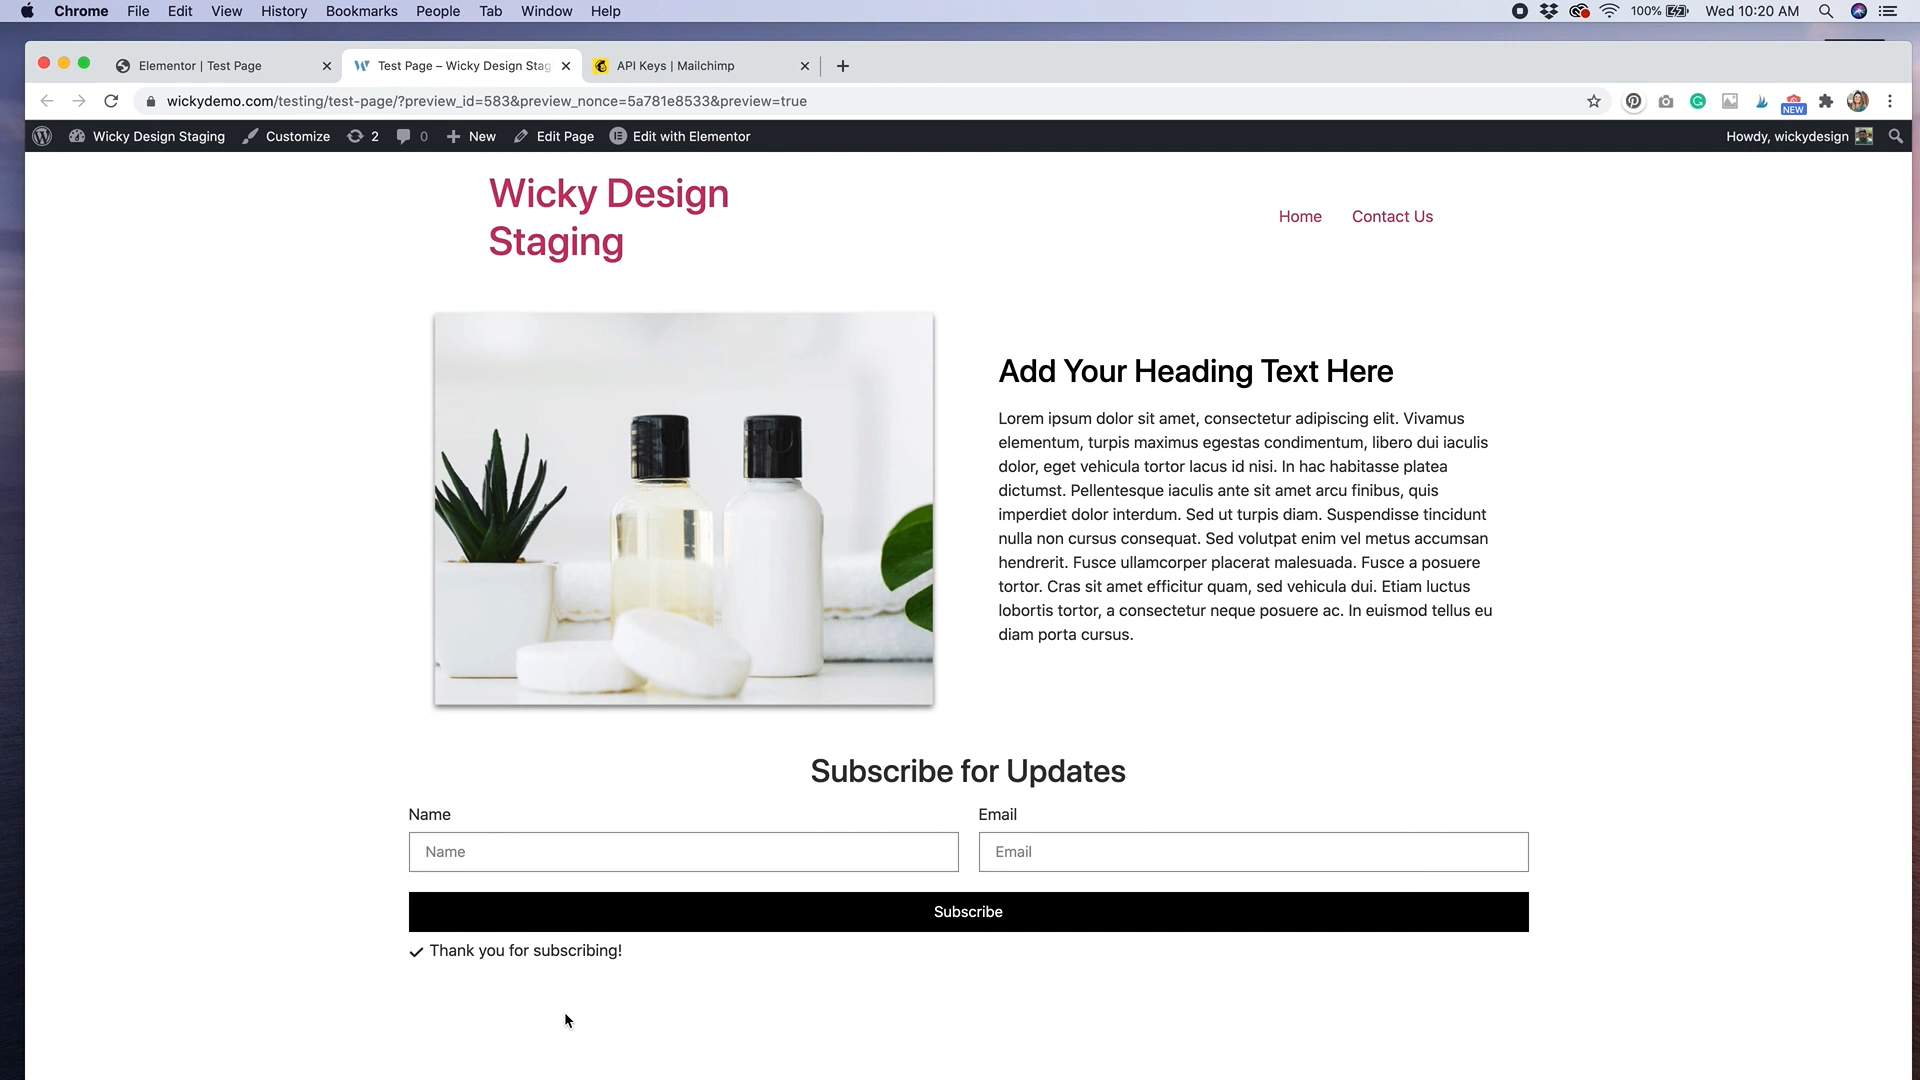 Chrome File Edit View History Bookmarks People Tab Window Help 100% Wed 10:20 AM
Elementor | Test Page
Test Page – Wicky Design Stag
API Keys | Mailchimp
wickydemo.com/testing/test-page/?preview_id=583&preview_nonce=5a781e8533&preview=true
NEW
Wicky Design Staging Customize 2 0 New Edit Page Edit with Elementor Howdy, wickydesign
Wicky Design
Staging
Home Contact Us
Add Your Heading Text Here
Lorem ipsum dolor sit amet, consectetur adipiscing elit. Vivamus
elementum, turpis maximus egestas condimentum, libero dui iaculis
dolor, eget vehicula tortor lacus id nisi. In hac habitasse platea
dictumst. Pellentesque iaculis ante sit amet arcu finibus, quis
imperdiet dolor interdum. Sed ut turpis diam. Suspendisse tincidunt
nulla non cursus consequat. Sed volutpat enim vel metus accumsan
hendrerit. Fusce ullamcorper placerat malesuada. Fusce a posuere
tortor. Cras sit amet efficitur quam, sed vehicula dui. Etiam luctus
lobortis tortor, a consectetur neque posuere ac. In euismod tellus eu
diam porta cursus.
Subscribe for Updates
Name Email
Name Email
Subscribe
Thank you for subscribing!